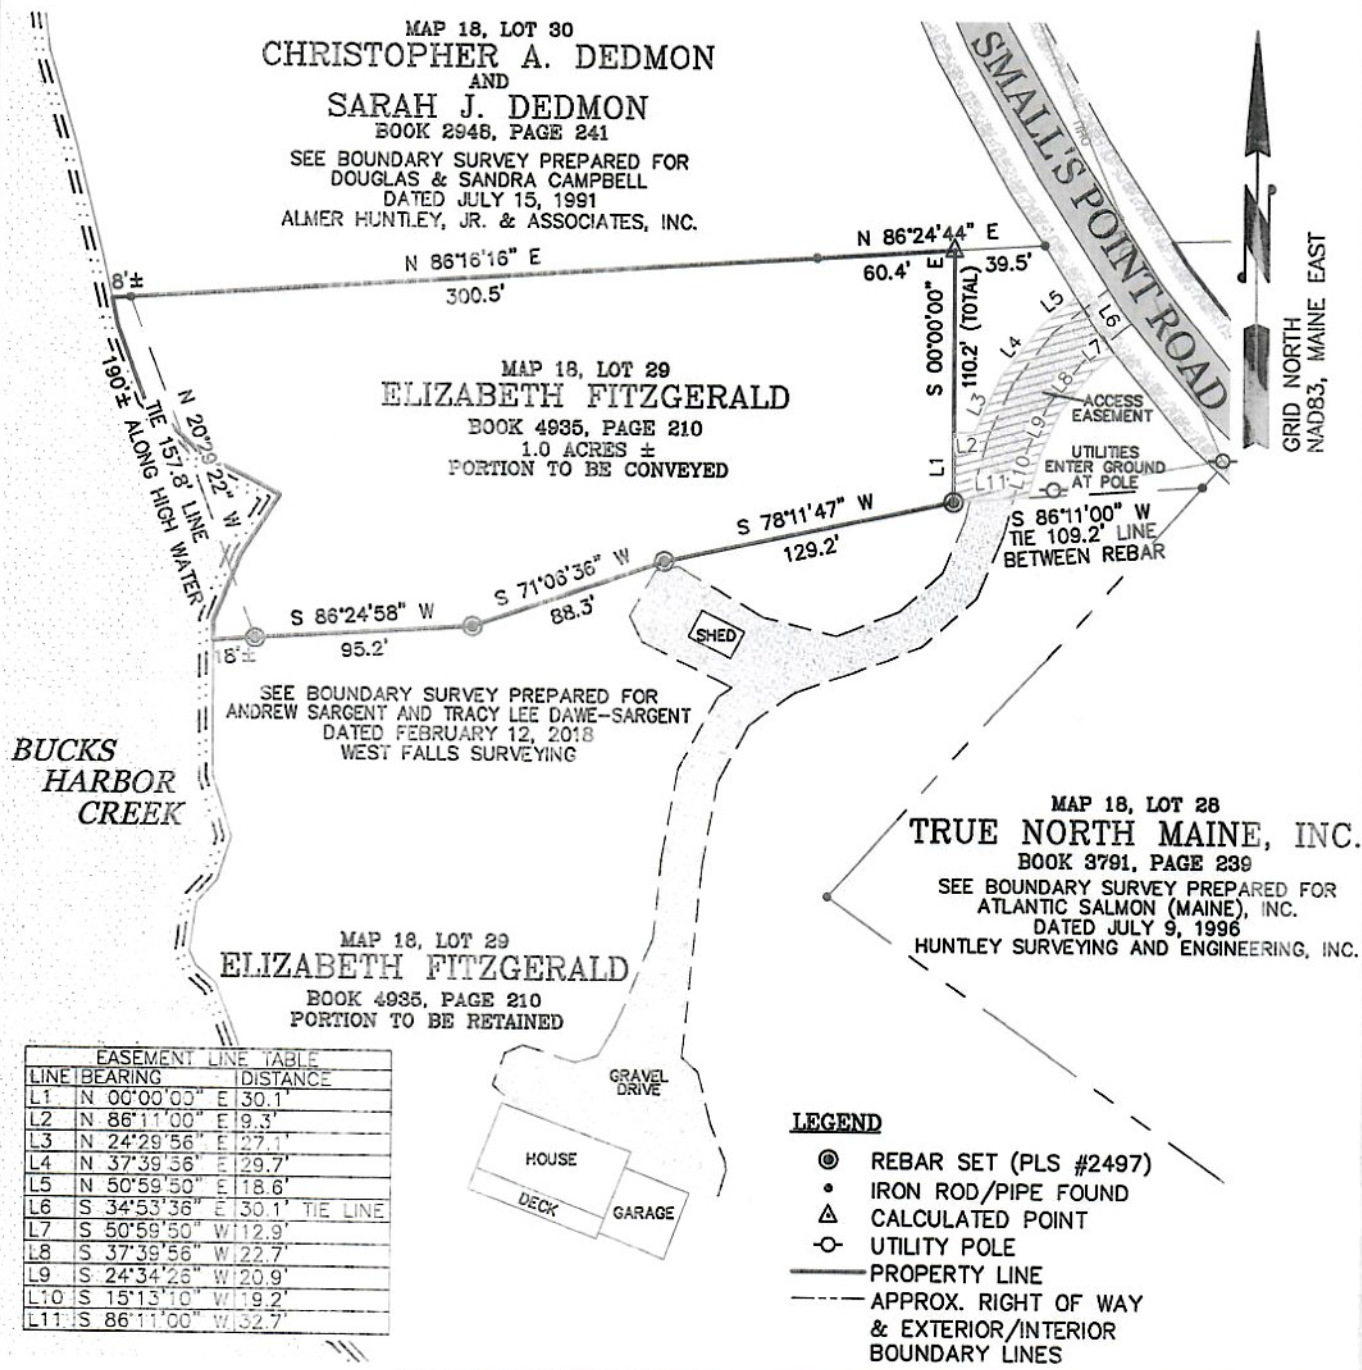 MAP 18, LOT 30
CHRISTOPHER A. DEDMON
AND
SARAH J. DEDMON
BOOK 2948, PAGE 241
SEE BOUNDARY SURVEY PREPARED FOR
DOUGLAS & SANDRA CAMPBELL
DATED JULY 15, 1991
ALMER HUNTLEY, JR. & ASSOCIATES, INC.
SMALL'S POINT ROAD
GRID NORTH
NAD83, MAINE EAST
N 86°24'44" E
60.4'
39.5'
N 86°16'16" E
300.5'
8'±
S 00°00'00" E
110.2' (TOTAL)
L5
L6
L4
L7
L3
L8
L2
L9
L1
L10
L11
ACCESS
EASEMENT
UTILITIES
ENTER GROUND
AT POLE
MAP 18, LOT 29
ELIZABETH FITZGERALD
BOOK 4935, PAGE 210
1.0 ACRES ±
PORTION TO BE CONVEYED
N 20°29'22" W
TIE 157.8' LINE
190'± ALONG HIGH WATER
S 78°11'47" W
129.2'
S 86°11'00" W
TIE 109.2' LINE
BETWEEN REBAR
S 71°06'36" W
88.3'
S 86°24'58" W
95.2'
18'±
SHED
SEE BOUNDARY SURVEY PREPARED FOR
ANDREW SARGENT AND TRACY LEE DAWE-SARGENT
DATED FEBRUARY 12, 2018
WEST FALLS SURVEYING
BUCKS
HARBOR
CREEK
MAP 18, LOT 28
TRUE NORTH MAINE, INC.
BOOK 3791, PAGE 239
SEE BOUNDARY SURVEY PREPARED FOR
ATLANTIC SALMON (MAINE), INC.
DATED JULY 9, 1996
HUNTLEY SURVEYING AND ENGINEERING, INC.
MAP 18, LOT 29
ELIZABETH FITZGERALD
BOOK 4935, PAGE 210
PORTION TO BE RETAINED
GRAVEL
DRIVE
HOUSE
DECK
GARAGE
EASEMENT LINE TABLE
LINE BEARING DISTANCE
L1 N 00°00'00" E 30.1'
L2 N 86°11'00" E 9.3'
L3 N 24°29'56" E 27.1'
L4 N 37°39'56" E 29.7'
L5 N 50°59'50" E 18.6'
L6 S 34°53'36" E 30.1' TIE LINE
L7 S 50°59'50" W 12.9'
L8 S 37°39'56" W 22.7'
L9 S 24°34'26" W 20.9'
L10 S 15°13'10" W 19.2'
L11 S 86°11'00" W 32.7'
LEGEND
REBAR SET (PLS #2497)
IRON ROD/PIPE FOUND
CALCULATED POINT
UTILITY POLE
PROPERTY LINE
APPROX. RIGHT OF WAY
& EXTERIOR/INTERIOR
BOUNDARY LINES